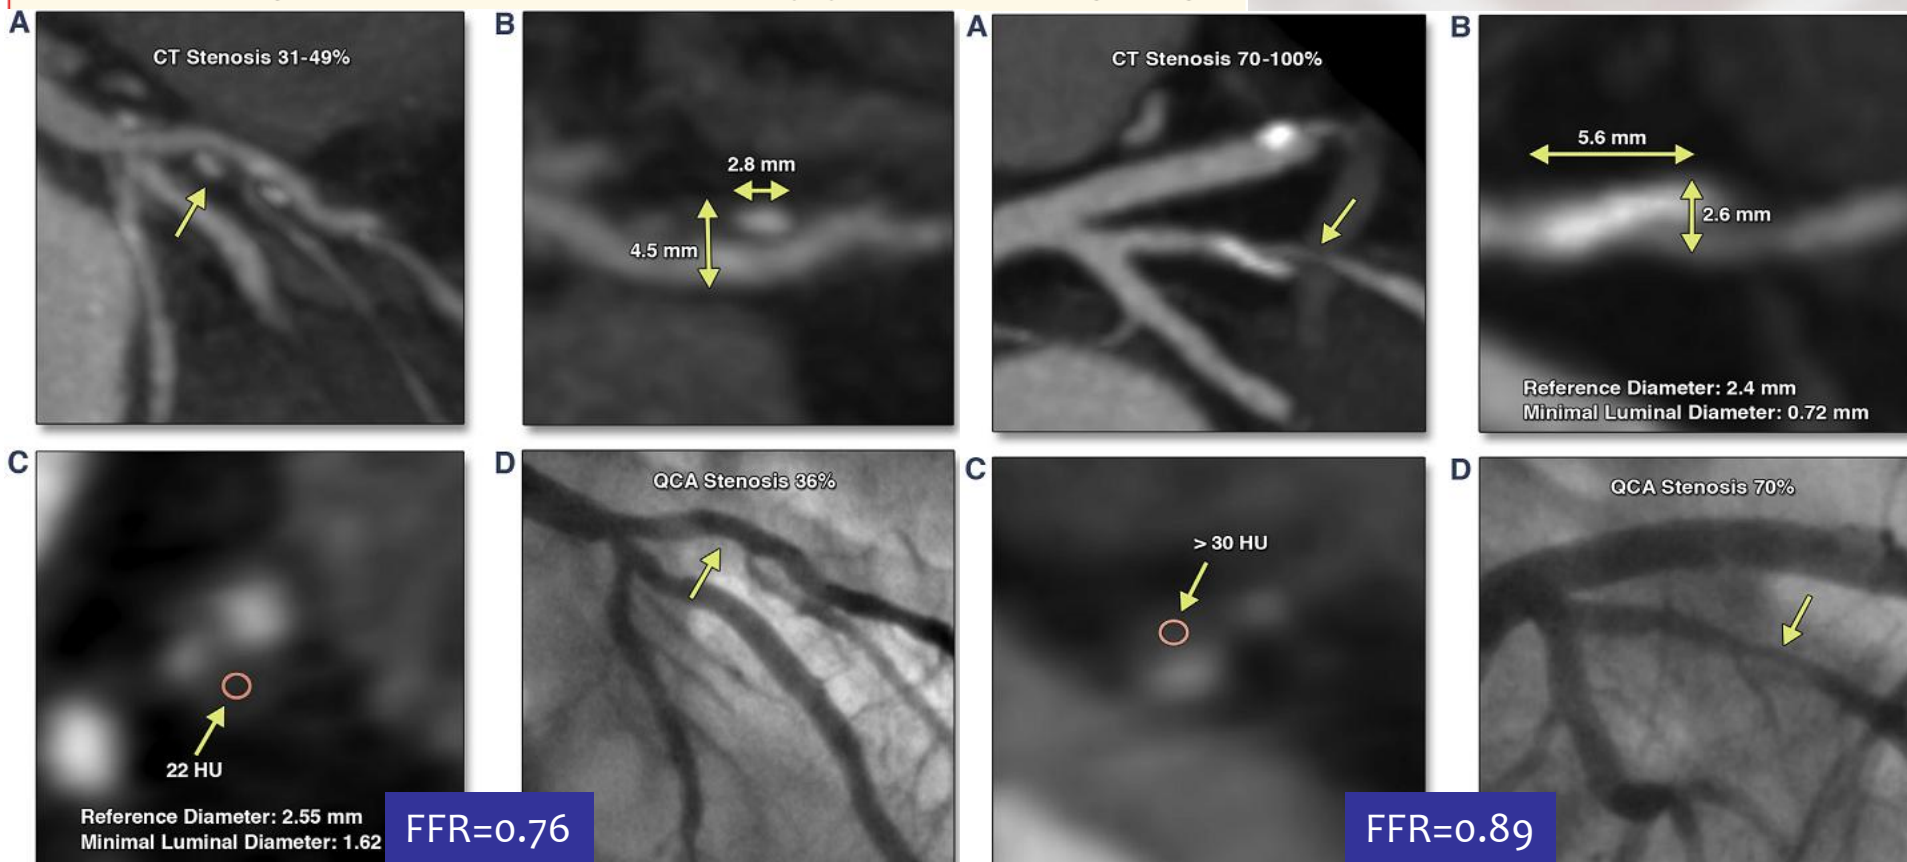 A
CT Stenosis 31-49%
B
2.8 mm
4.5 mm
C
22 HU
Reference Diameter: 2.55 mm
Minimal Luminal Diameter: 1.62
FFR=0.76
D
QCA Stenosis 36%
A
CT Stenosis 70-100%
B
5.6 mm
2.6 mm
Reference Diameter: 2.4 mm
Minimal Luminal Diameter: 0.72 mm
C
> 30 HU
FFR=0.89
D
QCA Stenosis 70%